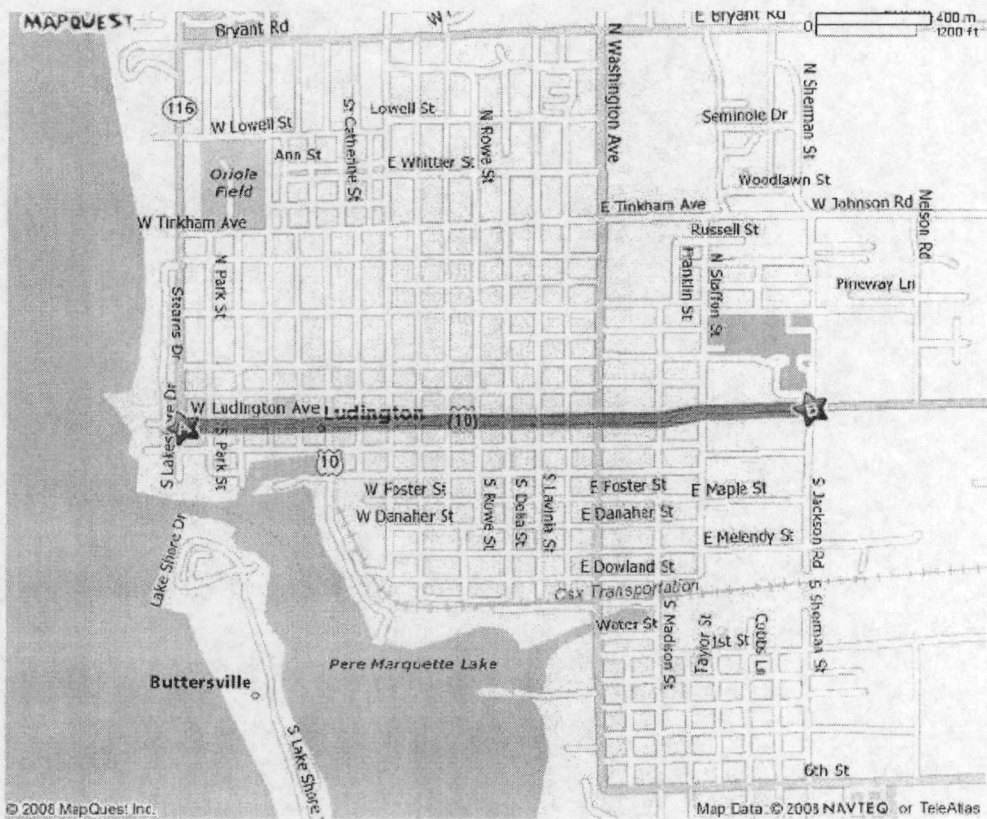 MAPQUEST
Bryant Rd
E Bryant Rd
0 400 m
1200 ft
N Washington Ave
N Sherman St
116
Lowell St
W Lowell St
St Catherine St
N Rowe St
Seminole Dr
Ann St
E Whittier St
Oriole
Field
Woodlawn St
Nelson Rd
W Tinkham Ave
E Tinkham Ave
W Johnson Rd
Russell St
N Park St
Franklin St
N Staffon St
Pineway Ln
Stearns Dr
W Ludington Ave
Ludington
10
A
B
S Park St
10
W Foster St
S Rowe St
S Delia St
S Lavinia St
E Foster St
E Maple St
S Jackson Rd
W Danaher St
E Danaher St
E Melendy St
Lake Shore Dr
E Dowland St
Csx Transportation
S Sherman St
Water St
S Madison St
Taylor St
1st St
Cobbs Ln
Pere Marquette Lake
Buttersville
S Lake Shore
6th St
© 2008 MapQuest Inc.
Map Data © 2008 NAVTEQ or TeleAtlas